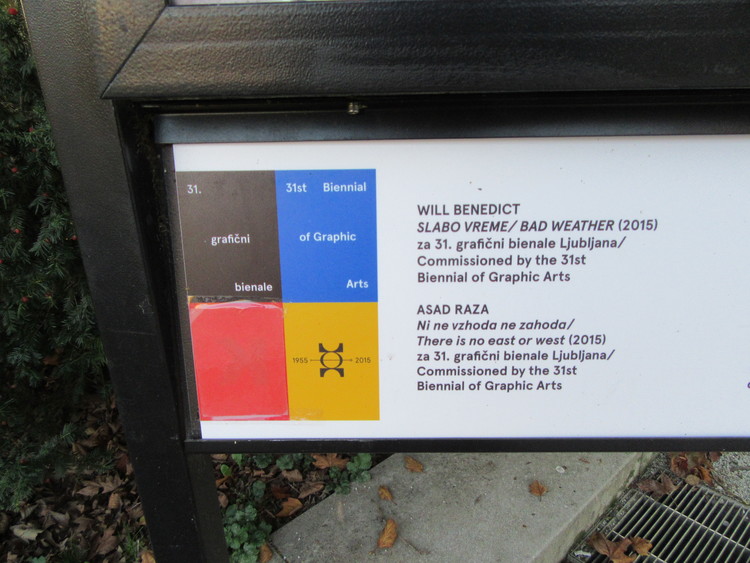 31.
grafični
bienale
31st Biennial
of Graphic
Arts
1955 2015
WILL BENEDICT
SLABO VREME/ BAD WEATHER (2015)
za 31. grafični bienale Ljubljana/
Commissioned by the 31st
Biennial of Graphic Arts
ASAD RAZA
Ni ne vzhoda ne zahoda/
There is no east or west (2015)
za 31. grafični bienale Ljubljana/
Commissioned by the 31st
Biennial of Graphic Arts